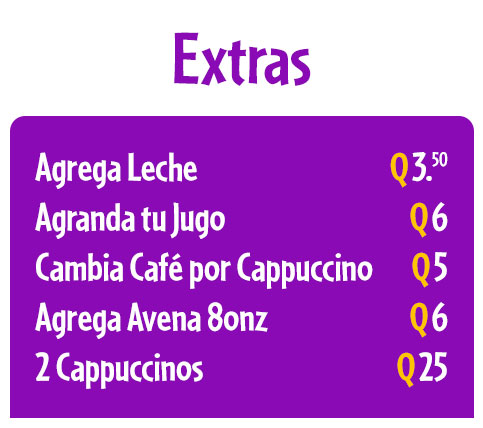 Extras
Agrega Leche Q3.50
Agranda tu Jugo Q6
Cambia Café por Cappuccino Q5
Agrega Avena 8onz Q6
2 Cappuccinos Q25